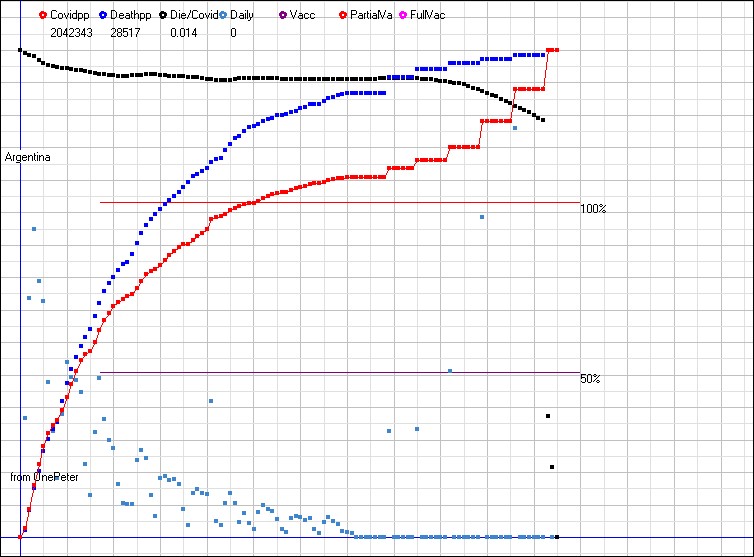 Covidpp Deathpp Die/Covid Daily Vacc PartialVa FullVac
2042343 28517 0.014 0
Argentina
100%
50%
from OnePeter